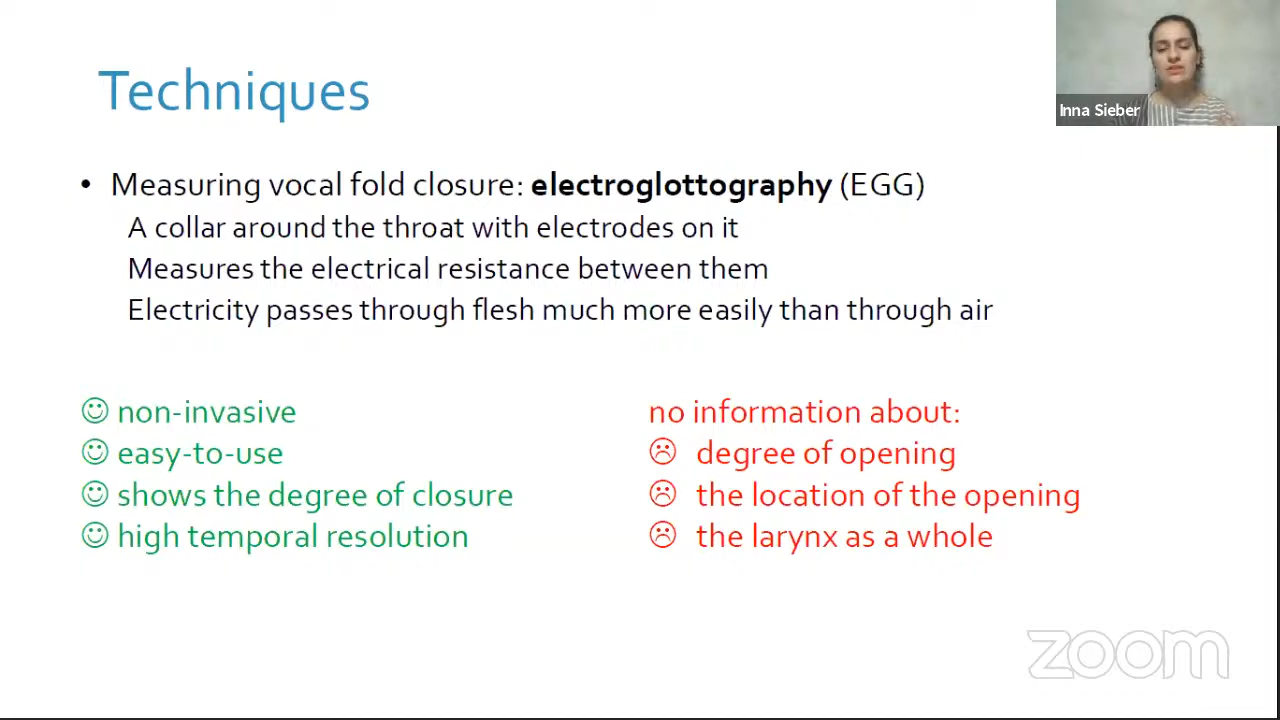 Techniques
Inna Sieber
• Measuring vocal fold closure: electroglottography (EGG)
A collar around the throat with electrodes on it
Measures the electrical resistance between them
Electricity passes through flesh much more easily than through air
☺ non-invasive
☺ easy-to-use
☺ shows the degree of closure
☺ high temporal resolution
no information about:
☹ degree of opening
☹ the location of the opening
☹ the larynx as a whole
zoom